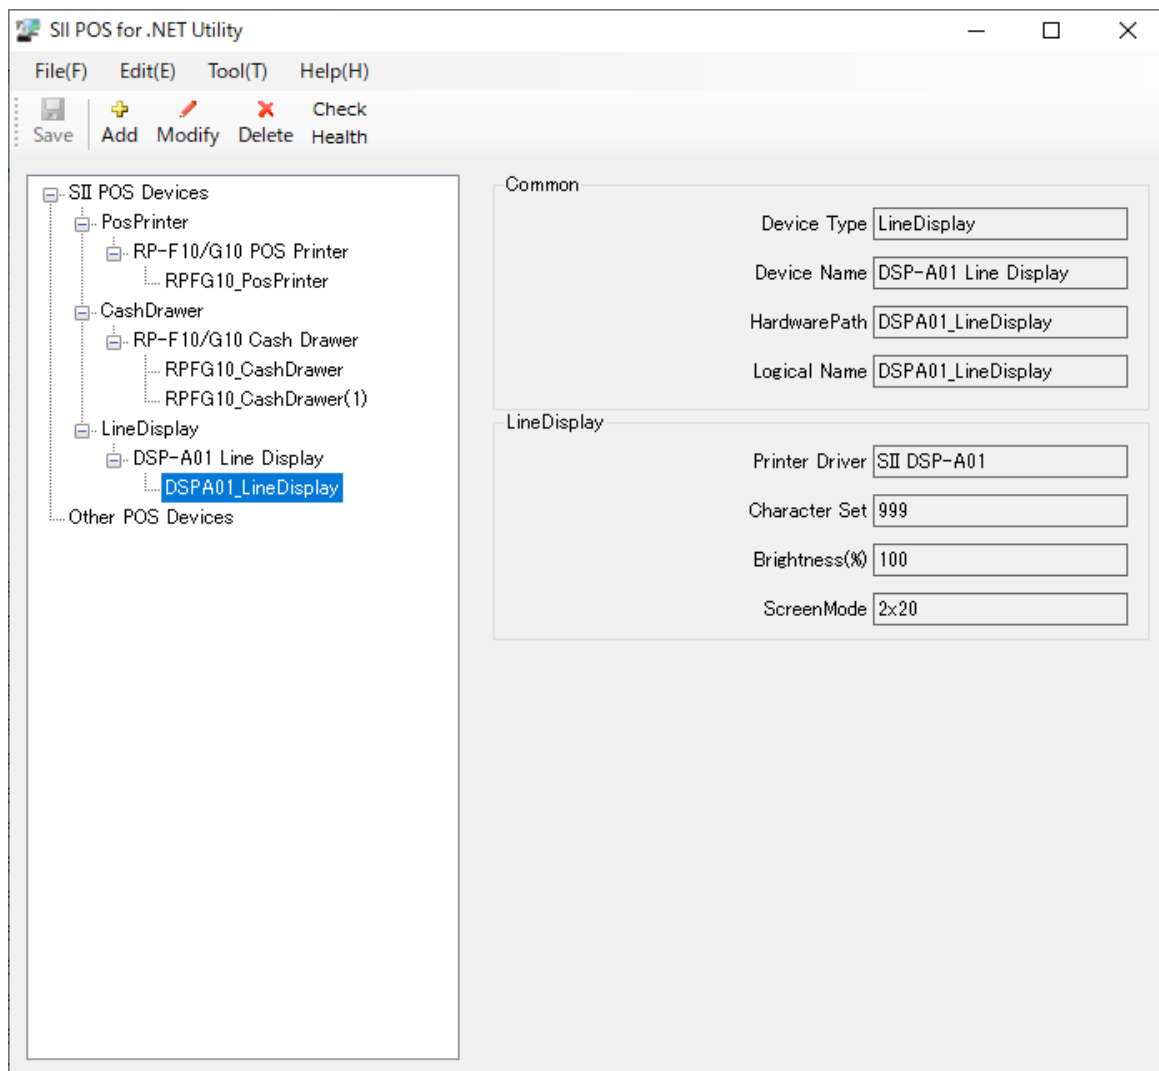 SII POS for .NET Utility
File(F) Edit(E) Tool(T) Help(H)
Save Add Modify Delete Check Health
SII POS Devices
PosPrinter
RP-F10/G10 POS Printer
RPFG10_PosPrinter
CashDrawer
RP-F10/G10 Cash Drawer
RPFG10_CashDrawer
RPFG10_CashDrawer(1)
LineDisplay
DSP-A01 Line Display
DSPA01_LineDisplay
Other POS Devices
Common
Device Type LineDisplay
Device Name DSP-A01 Line Display
HardwarePath DSPA01_LineDisplay
Logical Name DSPA01_LineDisplay
LineDisplay
Printer Driver SII DSP-A01
Character Set 999
Brightness(%) 100
ScreenMode 2x20